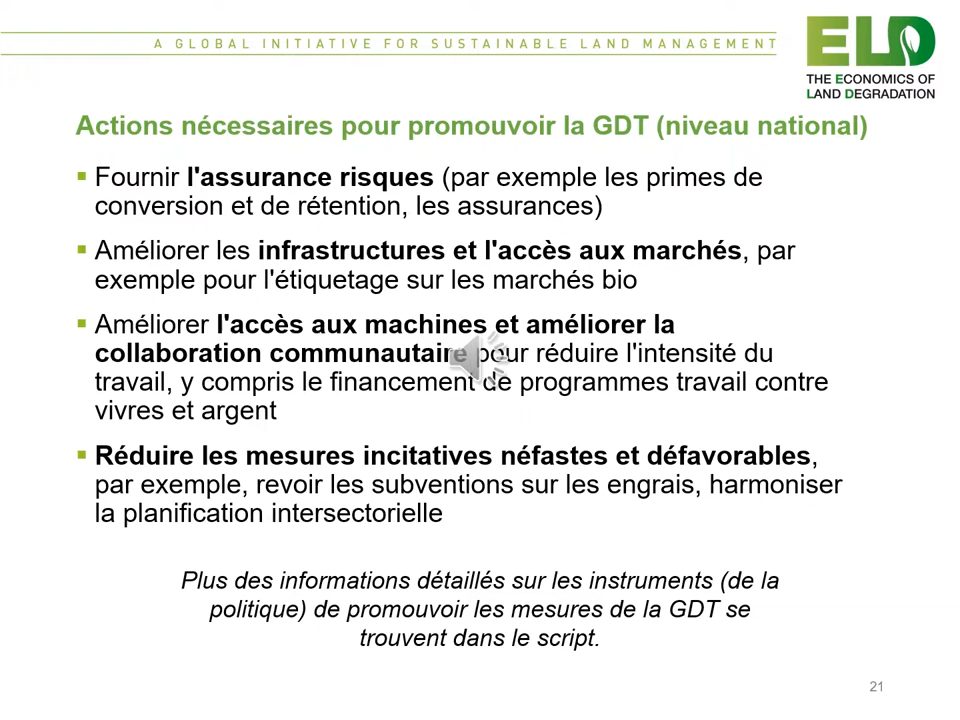 A GLOBAL INITIATIVE FOR SUSTAINABLE LAND MANAGEMENT
ELD
THE ECONOMICS OF
LAND DEGRADATION
Actions nécessaires pour promouvoir la GDT (niveau national)
Fournir l'assurance risques (par exemple les primes de
conversion et de rétention, les assurances)
Améliorer les infrastructures et l'accès aux marchés, par
exemple pour l'étiquetage sur les marchés bio
Améliorer l'accès aux machines et améliorer la
collaboration communautaire pour réduire l'intensité du
travail, y compris le financement de programmes travail contre
vivres et argent
Réduire les mesures incitatives néfastes et défavorables,
par exemple, revoir les subventions sur les engrais, harmoniser
la planification intersectorielle
Plus des informations détaillés sur les instruments (de la
politique) de promouvoir les mesures de la GDT se
trouvent dans le script.
21